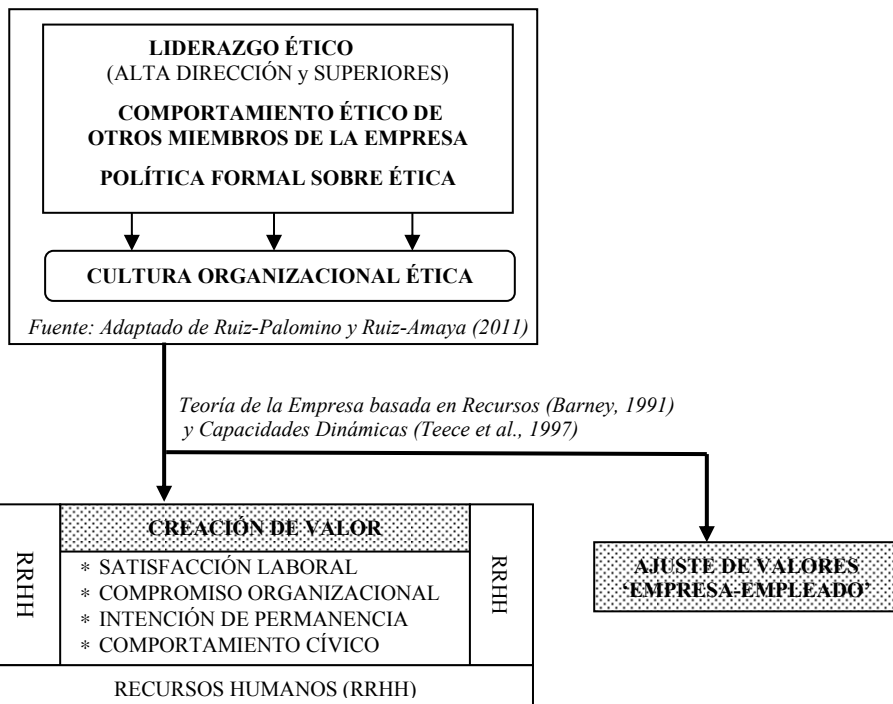 LIDERAZGO ÉTICO
(ALTA DIRECCIÓN y SUPERIORES)
COMPORTAMIENTO ÉTICO DE
OTROS MIEMBROS DE LA EMPRESA
POLÍTICA FORMAL SOBRE ÉTICA
CULTURA ORGANIZACIONAL ÉTICA
Fuente: Adaptado de Ruiz-Palomino y Ruiz-Amaya (2011)
Teoría de la Empresa basada en Recursos (Barney, 1991)
y Capacidades Dinámicas (Teece et al., 1997)
RRHH
CREACIÓN DE VALOR
* SATISFACCIÓN LABORAL
* COMPROMISO ORGANIZACIONAL
* INTENCIÓN DE PERMANENCIA
* COMPORTAMIENTO CÍVICO
RRHH
RECURSOS HUMANOS (RRHH)
AJUSTE DE VALORES
‘EMPRESA-EMPLEADO’